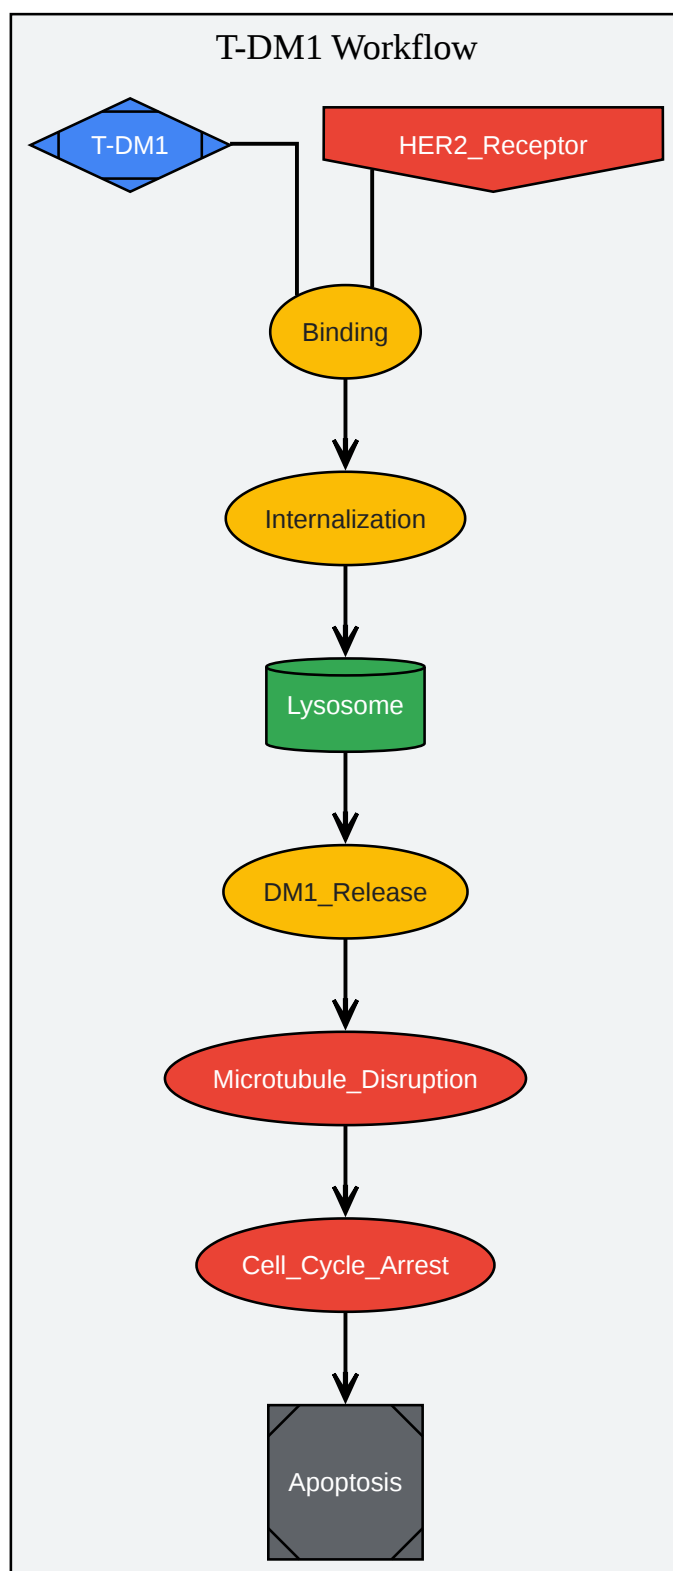 T-DM1 Workflow
T-DM1
HER2_Receptor
Binding
Internalization
Lysosome
DM1_Release
Microtubule_Disruption
Cell_Cycle_Arrest
Apoptosis